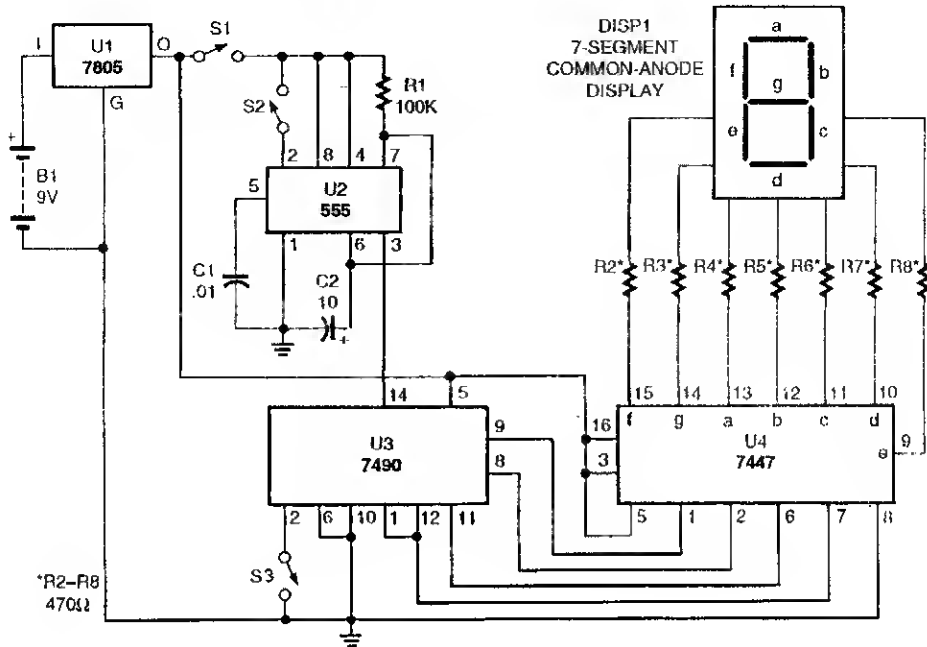 DISP1
7-SEGMENT
COMMON-ANODE
DISPLAY
a
f
b
g
e
c
d
I
U1
7805
O
G
S1
S2
R1
100K
+
B1
9V
2
8
4
7
5
U2
555
1
6
3
C1
.01
C2
10
+
R2*
R3*
R4*
R5*
R6*
R7*
R8*
14
5
U3
7490
9
8
2
6
10
1
12
11
S3
15
14
13
12
11
10
f
g
a
b
c
d
16
3
U4
7447
e
9
5
1
2
6
7
8
*R2–R8
470Ω